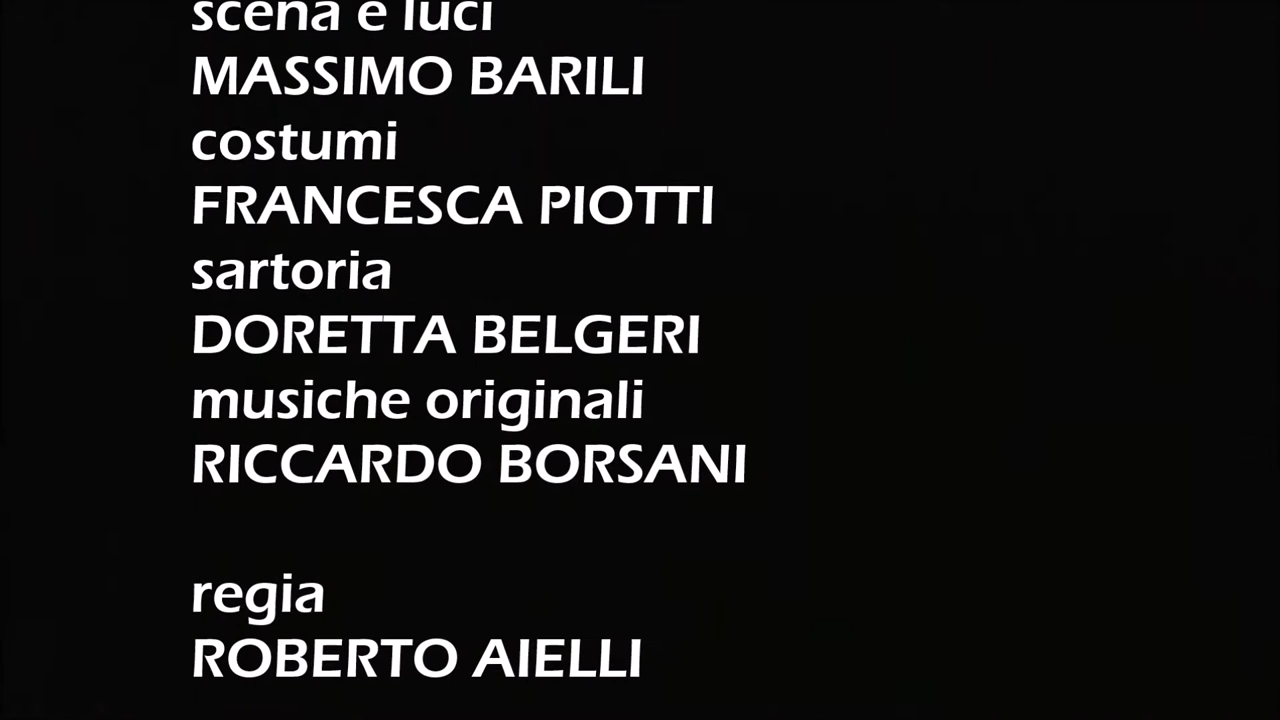 scena e luci
MASSIMO BARILI
costumi
FRANCESCA PIOTTI
sartoria
DORETTA BELGERI
musiche originali
RICCARDO BORSANI
regia
ROBERTO AIELLI